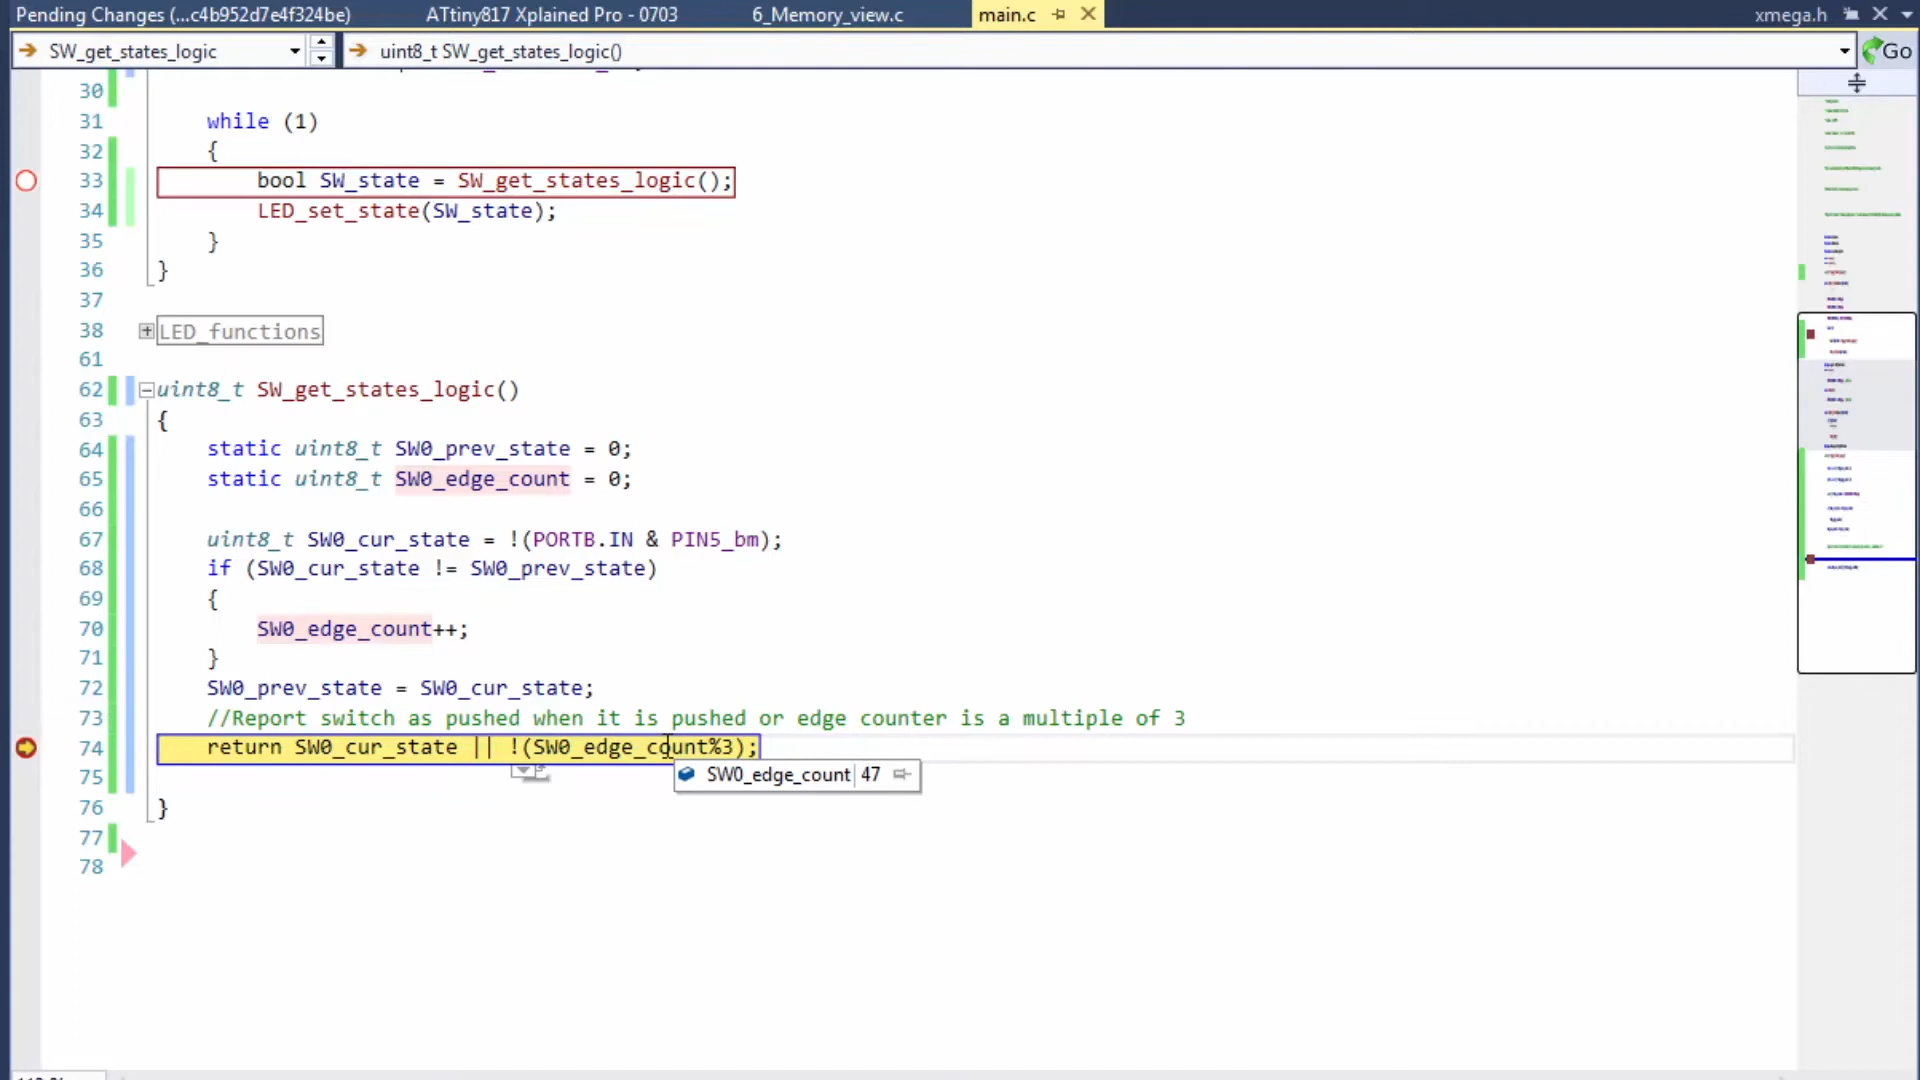 Pending Changes (...c4b952d7e4f324be) ATtiny817 Xplained Pro - 0703 6_Memory_view.c main.c xmega.h
SW_get_states_logic uint8_t SW_get_states_logic() Go
30
31 while (1)
32 {
33 bool SW_state = SW_get_states_logic();
34 LED_set_state(SW_state);
35 }
36 }
37
38 LED_functions
61
62 uint8_t SW_get_states_logic()
63 {
64 static uint8_t SW0_prev_state = 0;
65 static uint8_t SW0_edge_count = 0;
66
67 uint8_t SW0_cur_state = !(PORTB.IN & PIN5_bm);
68 if (SW0_cur_state != SW0_prev_state)
69 {
70 SW0_edge_count++;
71 }
72 SW0_prev_state = SW0_cur_state;
73 //Report switch as pushed when it is pushed or edge counter is a multiple of 3
74 return SW0_cur_state || !(SW0_edge_count%3);
75 SW0_edge_count 47
76 }
77
78